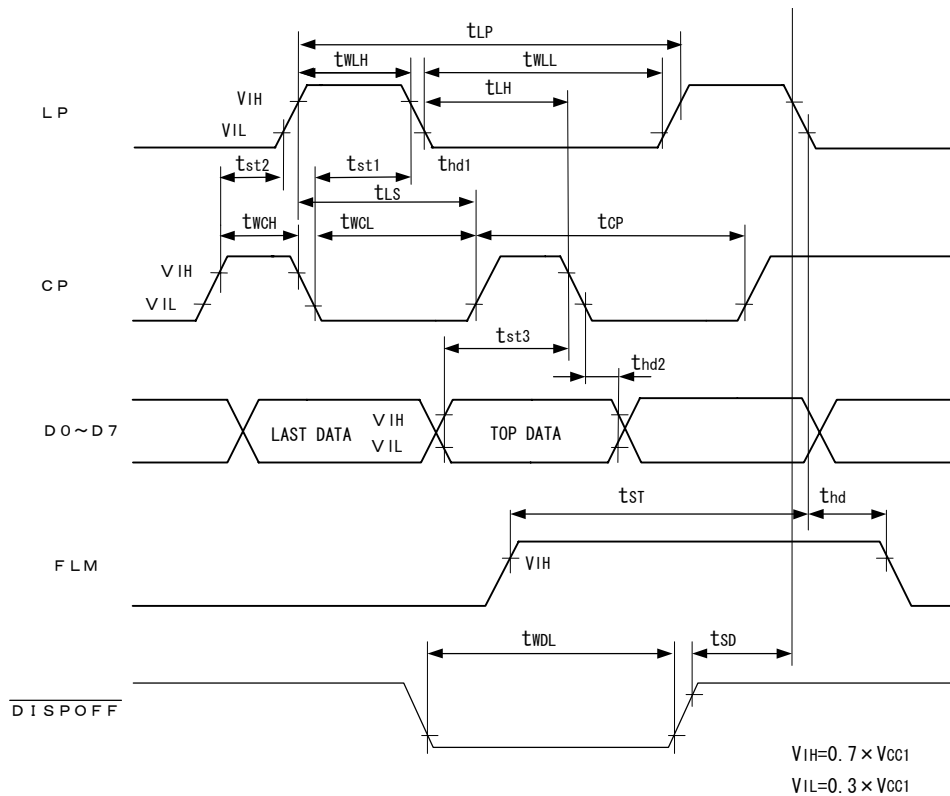 tLP
tWLH
tWLL
tLH
LP
VIH
VIL
tst2
tst1
thd1
tLS
tWCH
tWCL
tCP
CP
VIH
VIL
tst3
thd2
D0~D7
LAST DATA
VIH
VIL
TOP DATA
tST
thd
FLM
VIH
tWDL
tSD
DISPOFF
VIH=0.7×VCC1
VIL=0.3×VCC1